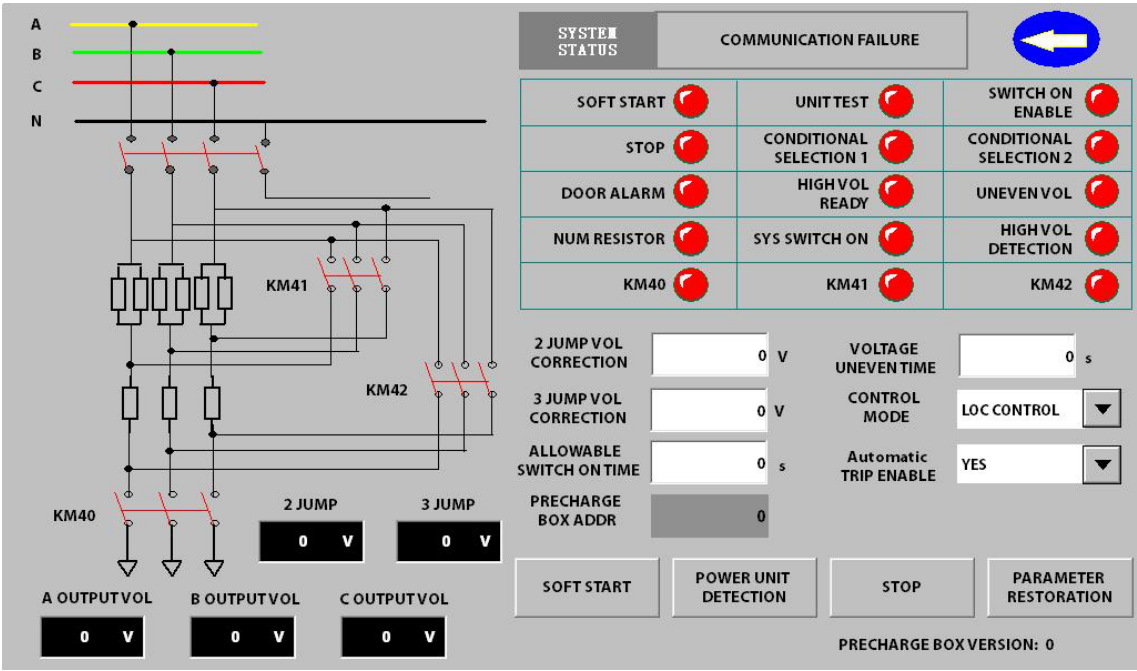 A
B
C
N
KM41
KM42
KM40
2 JUMP
0 V
3 JUMP
0 V
A OUTPUT VOL
0 V
B OUTPUT VOL
0 V
C OUTPUT VOL
0 V
SYSTEM
STATUS
COMMUNICATION FAILURE
SOFT START
UNIT TEST
SWITCH ON
ENABLE
STOP
CONDITIONAL
SELECTION 1
CONDITIONAL
SELECTION 2
DOOR ALARM
HIGH VOL
READY
UNEVEN VOL
NUM RESISTOR
SYS SWITCH ON
HIGH VOL
DETECTION
KM40
KM41
KM42
2 JUMP VOL
CORRECTION
0 V
VOLTAGE
UNEVEN TIME
0 s
3 JUMP VOL
CORRECTION
0 V
CONTROL
MODE
LOC CONTROL
ALLOWABLE
SWITCH ON TIME
0 s
Automatic
TRIP ENABLE
YES
PRECHARGE
BOX ADDR
0
SOFT START
POWER UNIT
DETECTION
STOP
PARAMETER
RESTORATION
PRECHARGE BOX VERSION: 0